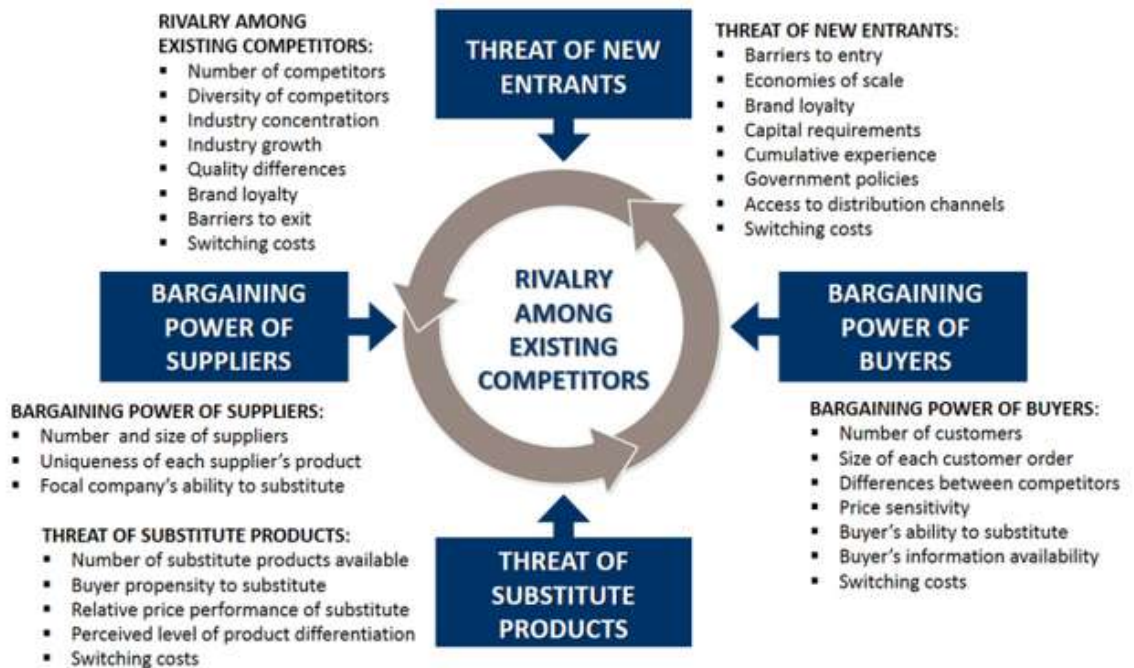 RIVALRY AMONG
EXISTING COMPETITORS:
▪ Number of competitors
▪ Diversity of competitors
▪ Industry concentration
▪ Industry growth
▪ Quality differences
▪ Brand loyalty
▪ Barriers to exit
▪ Switching costs
THREAT OF NEW
ENTRANTS
THREAT OF NEW ENTRANTS:
▪ Barriers to entry
▪ Economies of scale
▪ Brand loyalty
▪ Capital requirements
▪ Cumulative experience
▪ Government policies
▪ Access to distribution channels
▪ Switching costs
BARGAINING
POWER OF
SUPPLIERS
RIVALRY
AMONG
EXISTING
COMPETITORS
BARGAINING
POWER OF
BUYERS
BARGAINING POWER OF SUPPLIERS:
▪ Number and size of suppliers
▪ Uniqueness of each supplier's product
▪ Focal company's ability to substitute
BARGAINING POWER OF BUYERS:
▪ Number of customers
▪ Size of each customer order
▪ Differences between competitors
▪ Price sensitivity
▪ Buyer's ability to substitute
▪ Buyer's information availability
▪ Switching costs
THREAT OF SUBSTITUTE PRODUCTS:
▪ Number of substitute products available
▪ Buyer propensity to substitute
▪ Relative price performance of substitute
▪ Perceived level of product differentiation
▪ Switching costs
THREAT OF
SUBSTITUTE
PRODUCTS